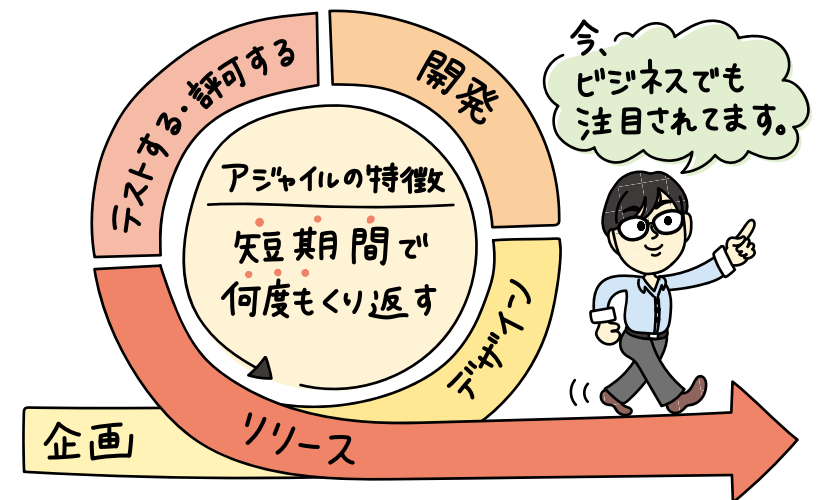 テストする・評可する
開発
今、
ビジネスでも
注目されてます。
アジャイルの特徴
短期間で
何度もくり返す
デザイン
企画
リリース